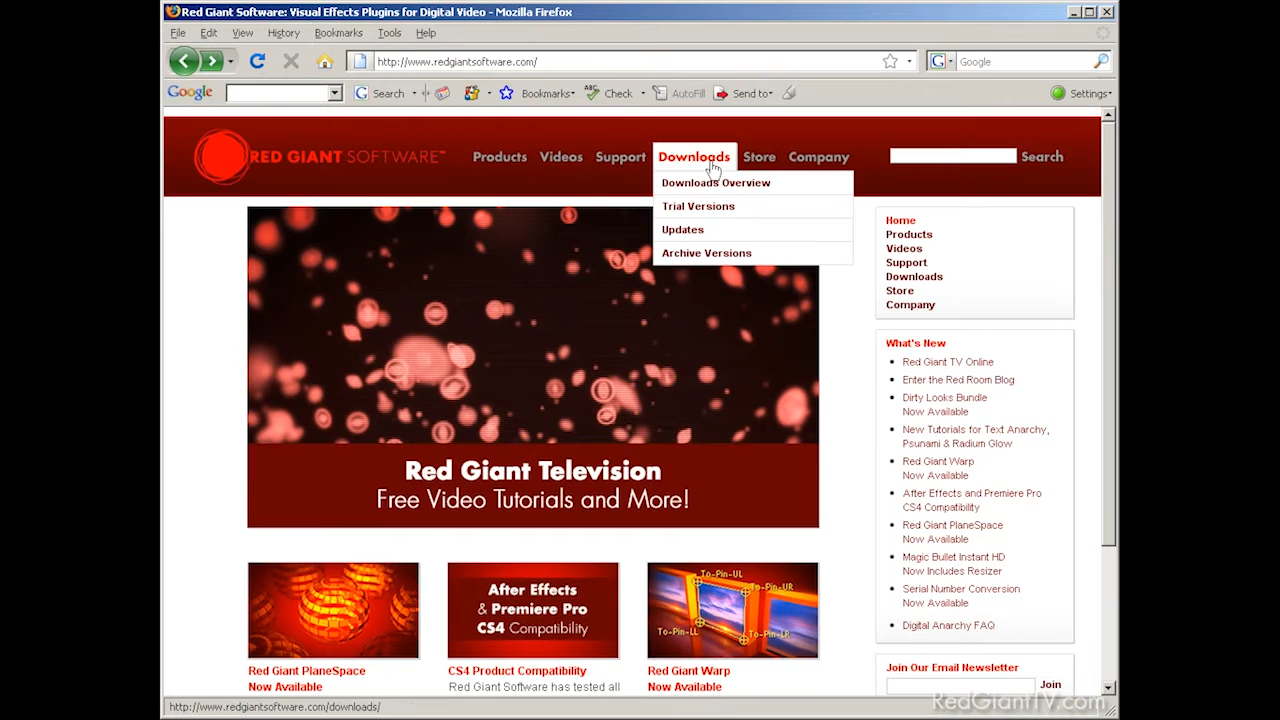 Red Giant Software: Visual Effects Plugins for Digital Video - Mozilla Firefox
File Edit View History Bookmarks Tools Help
http://www.redgiantsoftware.com/
G Google
Google Search Bookmarks Check AutoFill Send to Settings
RED GIANT SOFTWARE™
Products Videos Support Downloads Store Company Search
Downloads Overview
Trial Versions
Updates
Archive Versions
Red Giant Television
Free Video Tutorials and More!
Home
Products
Videos
Support
Downloads
Store
Company
What's New
Red Giant TV Online
Enter the Red Room Blog
Dirty Looks Bundle
Now Available
New Tutorials for Text Anarchy,
Psunami & Radium Glow
Red Giant Warp
Now Available
After Effects and Premiere Pro
CS4 Compatibility
Red Giant PlaneSpace
Now Available
Magic Bullet Instant HD
Now Includes Resizer
Serial Number Conversion
Now Available
Digital Anarchy FAQ
After Effects
& Premiere Pro
CS4 Compatibility
To-Pin-UL
To-Pin-UR
To-Pin-LL
To-Pin-LR
Red Giant PlaneSpace
Now Available
CS4 Product Compatibility
Red Giant Software has tested all
Red Giant Warp
Now Available
Join Our Email Newsletter
Join
http://www.redgiantsoftware.com/downloads/
RedGiantTV.com